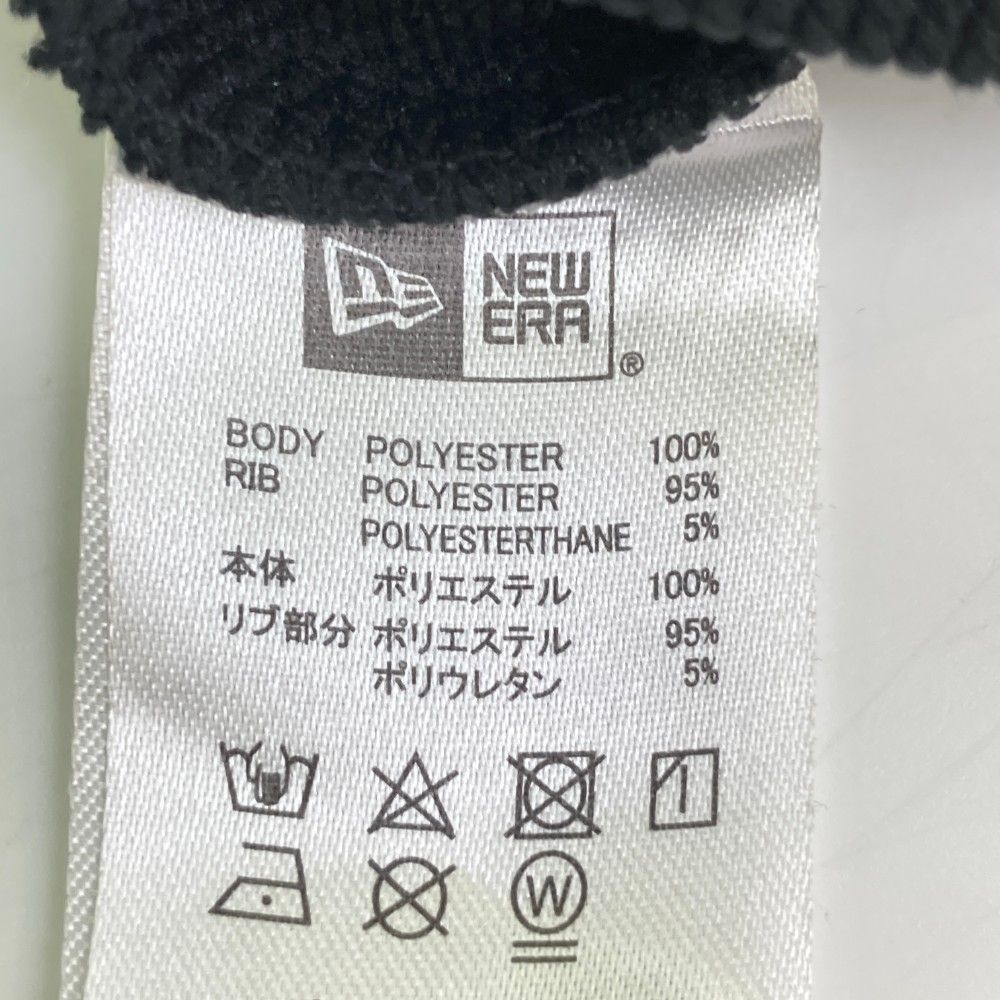 NEW
ERA
®
BODY POLYESTER 100%
RIB POLYESTER 95%
POLYESTERTHANE 5%
本体 ポリエステル 100%
リブ部分 ポリエステル 95%
ポリウレタン 5%
W